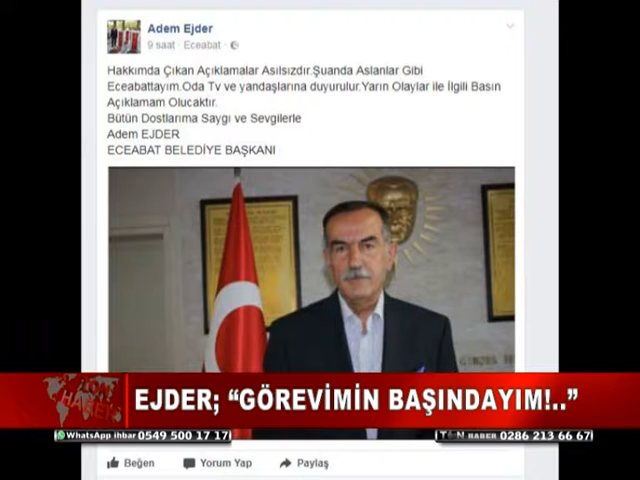 Adem Ejder
9 saat · Eceabat ·
Hakkımda Çıkan Açıklamalar Asılsızdır.Şuanda Aslanlar Gibi
Eceabattayım.Oda Tv ve yandaşlarına duyurulur.Yarın Olaylar ile İlgili Basın
Açıklamam Olucaktır.
Bütün Dostlarıma Saygı ve Sevgilerle
Adem EJDER
ECEABAT BELEDİYE BAŞKANI
EJDER; “GÖREVİMİN BAŞINDAYIM!..”
HABER
WhatsApp ihbar 0549 500 17 17
TON HABER 0286 213 66 67
Beğen
Yorum Yap
Paylaş